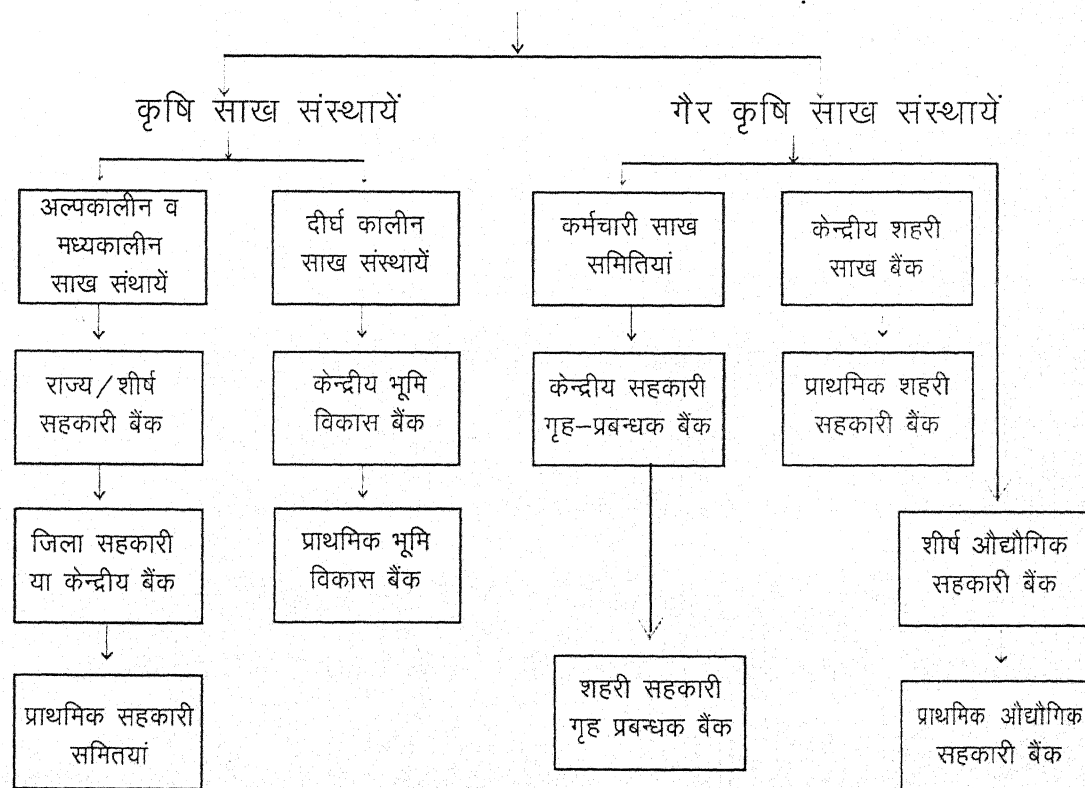 कृषि साख संस्थायें
गैर कृषि साख संस्थायें
अल्पकालीन व
मध्यकालीन
साख संथायें
दीर्घ कालीन
साख संस्थायें
कर्मचारी साख
समितियां
केन्द्रीय शहरी
साख बैंक
राज्य/शीर्ष
सहकारी बैंक
केन्द्रीय भूमि
विकास बैंक
केन्द्रीय सहकारी
गृह-प्रबन्धक बैंक
प्राथमिक शहरी
सहकारी बैंक
जिला सहकारी
या केन्द्रीय बैंक
प्राथमिक भूमि
विकास बैंक
शीर्ष औद्यौगिक
सहकारी बैंक
प्राथमिक सहकारी
समितयां
शहरी सहकारी
गृह प्रबन्धक बैंक
प्राथमिक औद्यौगिक
सहकारी बैंक